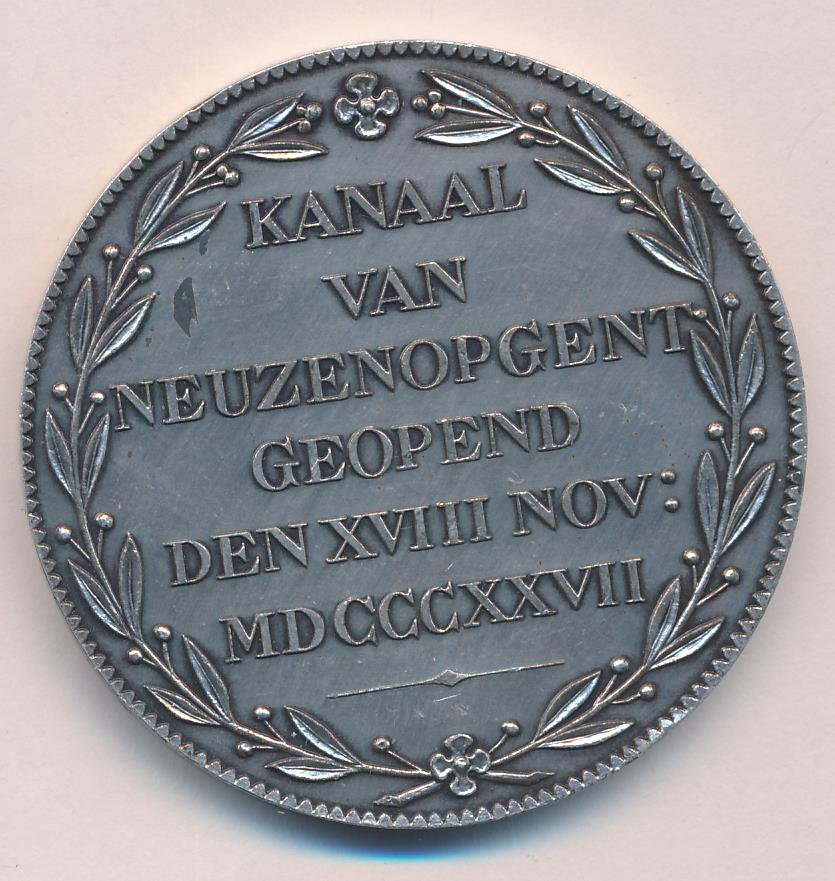 KANAAL
VAN
NEUZENOPGENT
GEOPEND
DEN XVIII NOV:
MDCCCXXVII